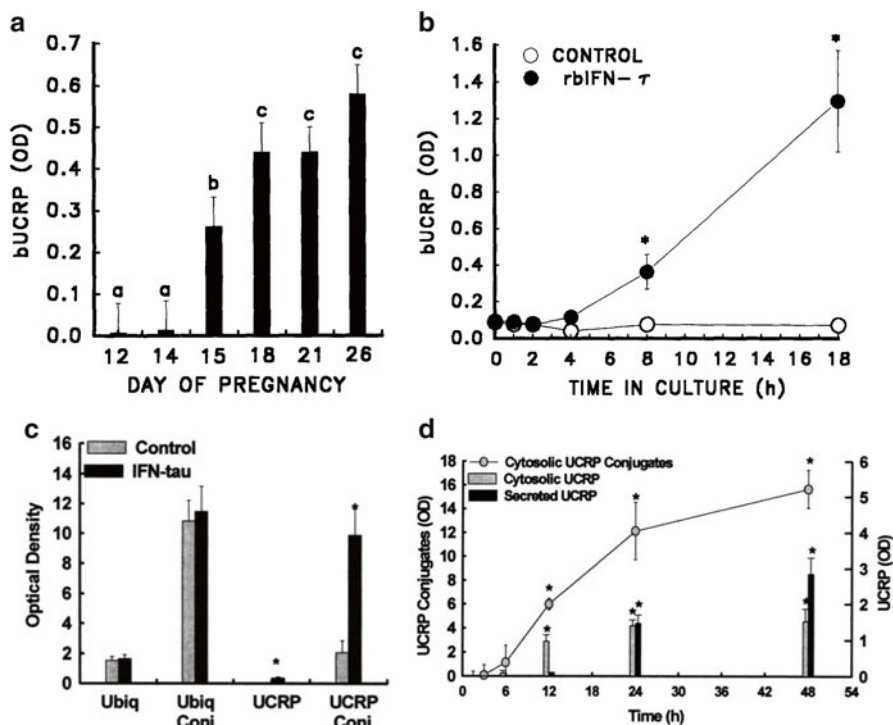 a
bUCRP (OD)
0.7
0.6
0.5
0.4
0.3
0.2
0.1
0.0
a a b c c c
12 14 15 18 21 26
DAY OF PREGNANCY
b
bUCRP (OD)
1.6
1.4
1.2
1.0
0.8
0.6
0.4
0.2
0.0
CONTROL
rbIFN-τ
* *
0 2 4 6 8 10 12 14 16 18
TIME IN CULTURE (h)
c
Optical Density
16
14
12
10
8
6
4
2
0
Control
IFN-tau
* *
Ubiq Ubiq Conj UCRP UCRP Conj
d
UCRP Conjugates (OD)
18
16
14
12
10
8
6
4
2
0
Cytosolic UCRP Conjugates
Cytosolic UCRP
Secreted UCRP
* * * * * * * *
6
5
4
3
2
1
0
UCRP (OD)
0 6 12 18 24 30 36 42 48 54
Time (h)